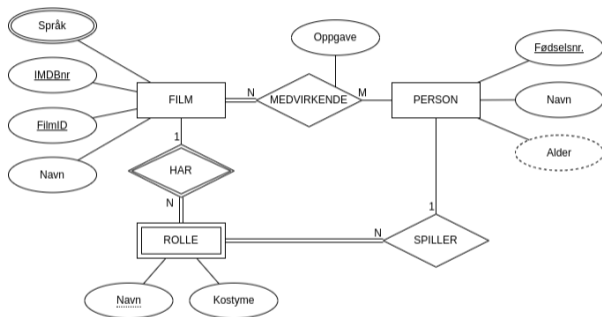 Språk
Oppgave
Fødselsnr.
IMDBnr
FILM
N
MEDVIRKENDE
M
PERSON
Navn
FilmID
1
Alder
Navn
HAR
N
1
ROLLE
N
SPILLER
Navn
Kostyme